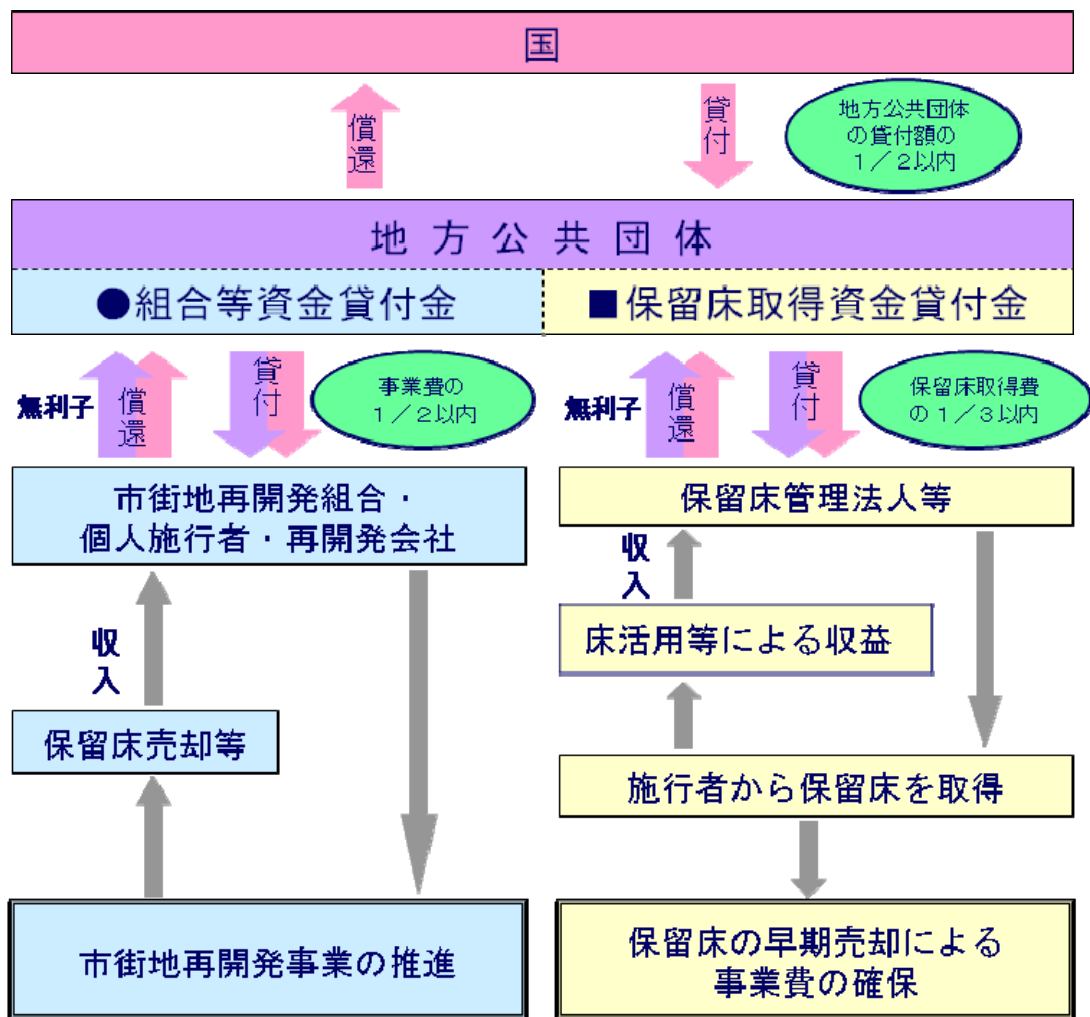 国
償還
貸付
地方公共団体
の貸付額の
1／2以内
地方公共団体
●組合等資金貸付金
■保留床取得資金貸付金
無利子
償還
貸付
事業費の
1／2以内
無利子
償還
貸付
保留床取得費
の1／3以内
市街地再開発組合・
個人施行者・再開発会社
保留床管理法人等
収入
床活用等による収益
収入
保留床売却等
施行者から保留床を取得
市街地再開発事業の推進
保留床の早期売却による
事業費の確保